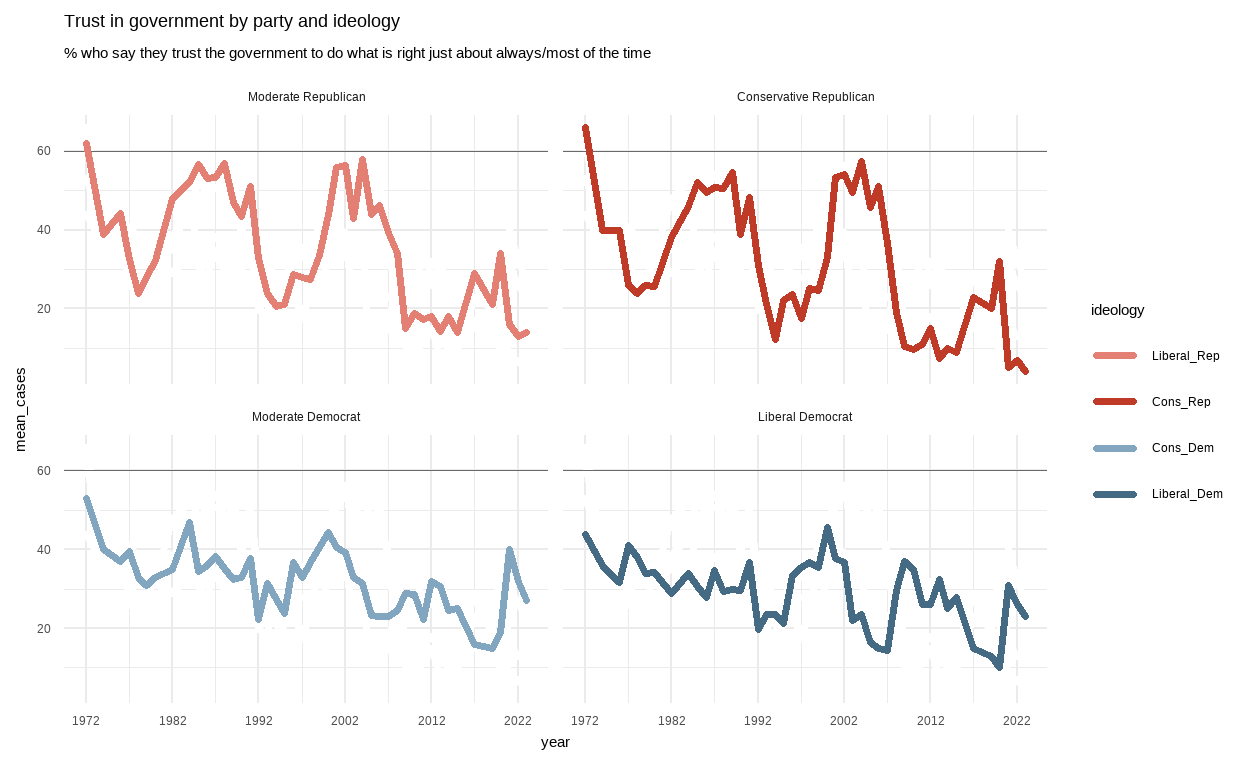 Trust in government by party and ideology
% who say they trust the government to do what is right just about always/most of the time
Moderate Republican
Conservative Republican
60
40
20
Moderate Democrat
Liberal Democrat
60
40
20
1972 1982 1992 2002 2012 2022
1972 1982 1992 2002 2012 2022
year
mean_cases
ideology
Liberal_Rep
Cons_Rep
Cons_Dem
Liberal_Dem